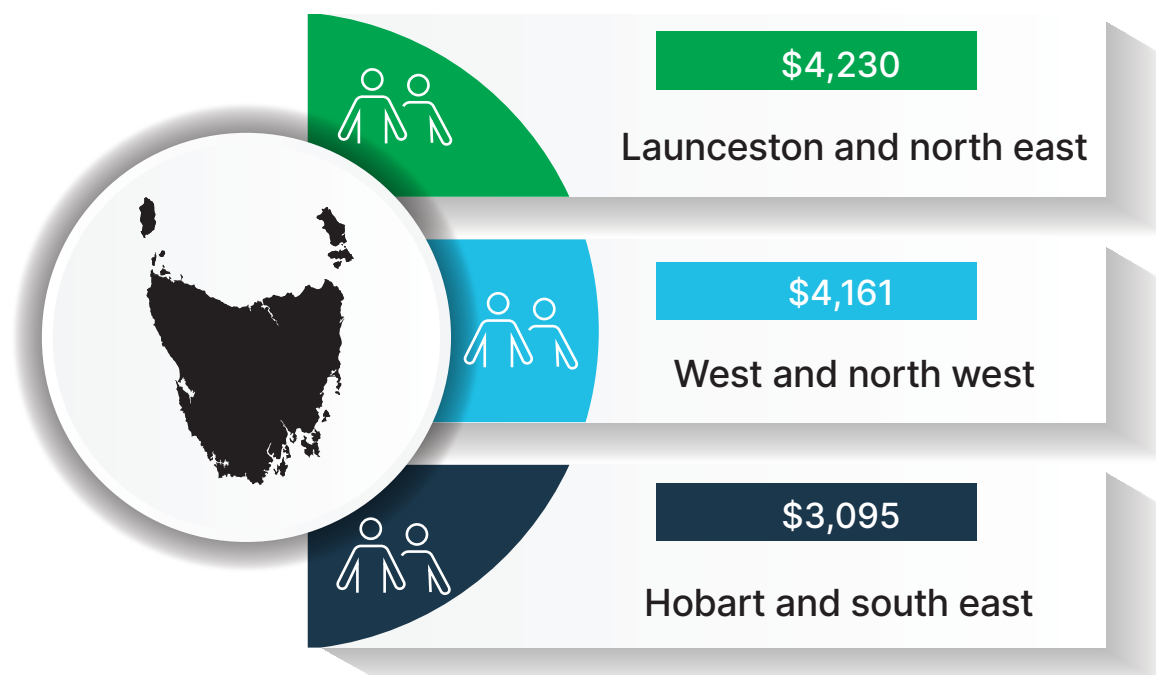 $4,230
Launceston and north east
$4,161
West and north west
$3,095
Hobart and south east